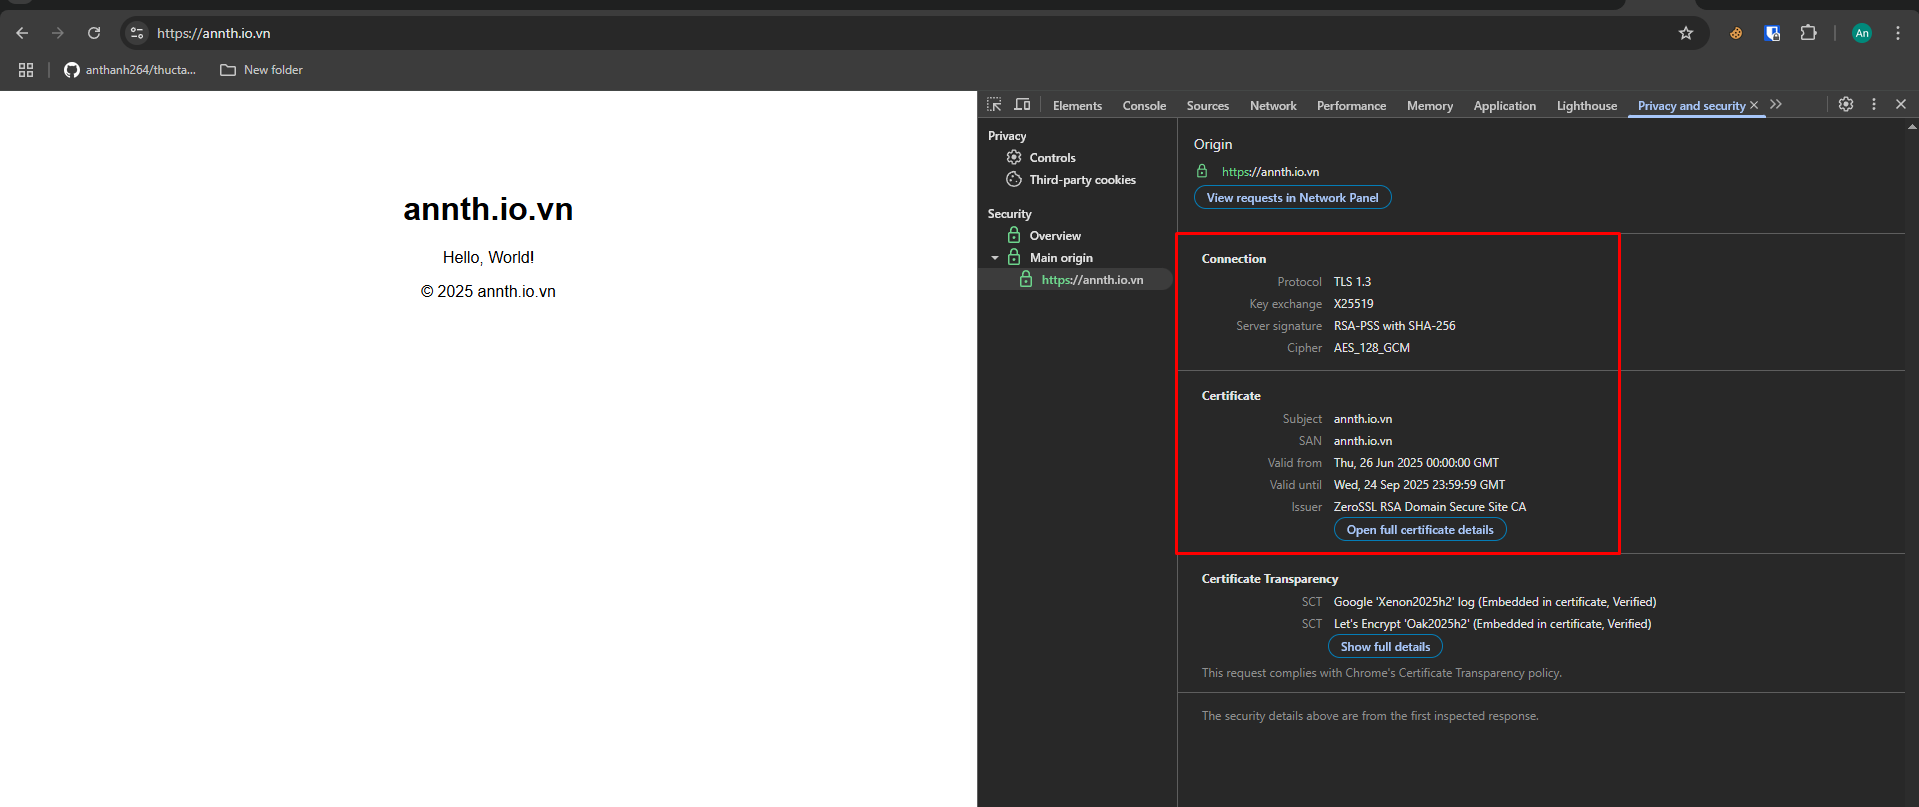 https://annth.io.vn
An
anthanh264/thucta...
New folder
Elements
Console
Sources
Network
Performance
Memory
Application
Lighthouse
Privacy and security
annth.io.vn
Hello, World!
© 2025 annth.io.vn
Privacy
Controls
Third-party cookies
Security
Overview
Main origin
https://annth.io.vn
Origin
https://annth.io.vn
View requests in Network Panel
Connection
Protocol TLS 1.3
Key exchange X25519
Server signature RSA-PSS with SHA-256
Cipher AES_128_GCM
Certificate
Subject annth.io.vn
SAN annth.io.vn
Valid from Thu, 26 Jun 2025 00:00:00 GMT
Valid until Wed, 24 Sep 2025 23:59:59 GMT
Issuer ZeroSSL RSA Domain Secure Site CA
Open full certificate details
Certificate Transparency
SCT Google 'Xenon2025h2' log (Embedded in certificate, Verified)
SCT Let's Encrypt 'Oak2025h2' (Embedded in certificate, Verified)
Show full details
This request complies with Chrome's Certificate Transparency policy.
The security details above are from the first inspected response.